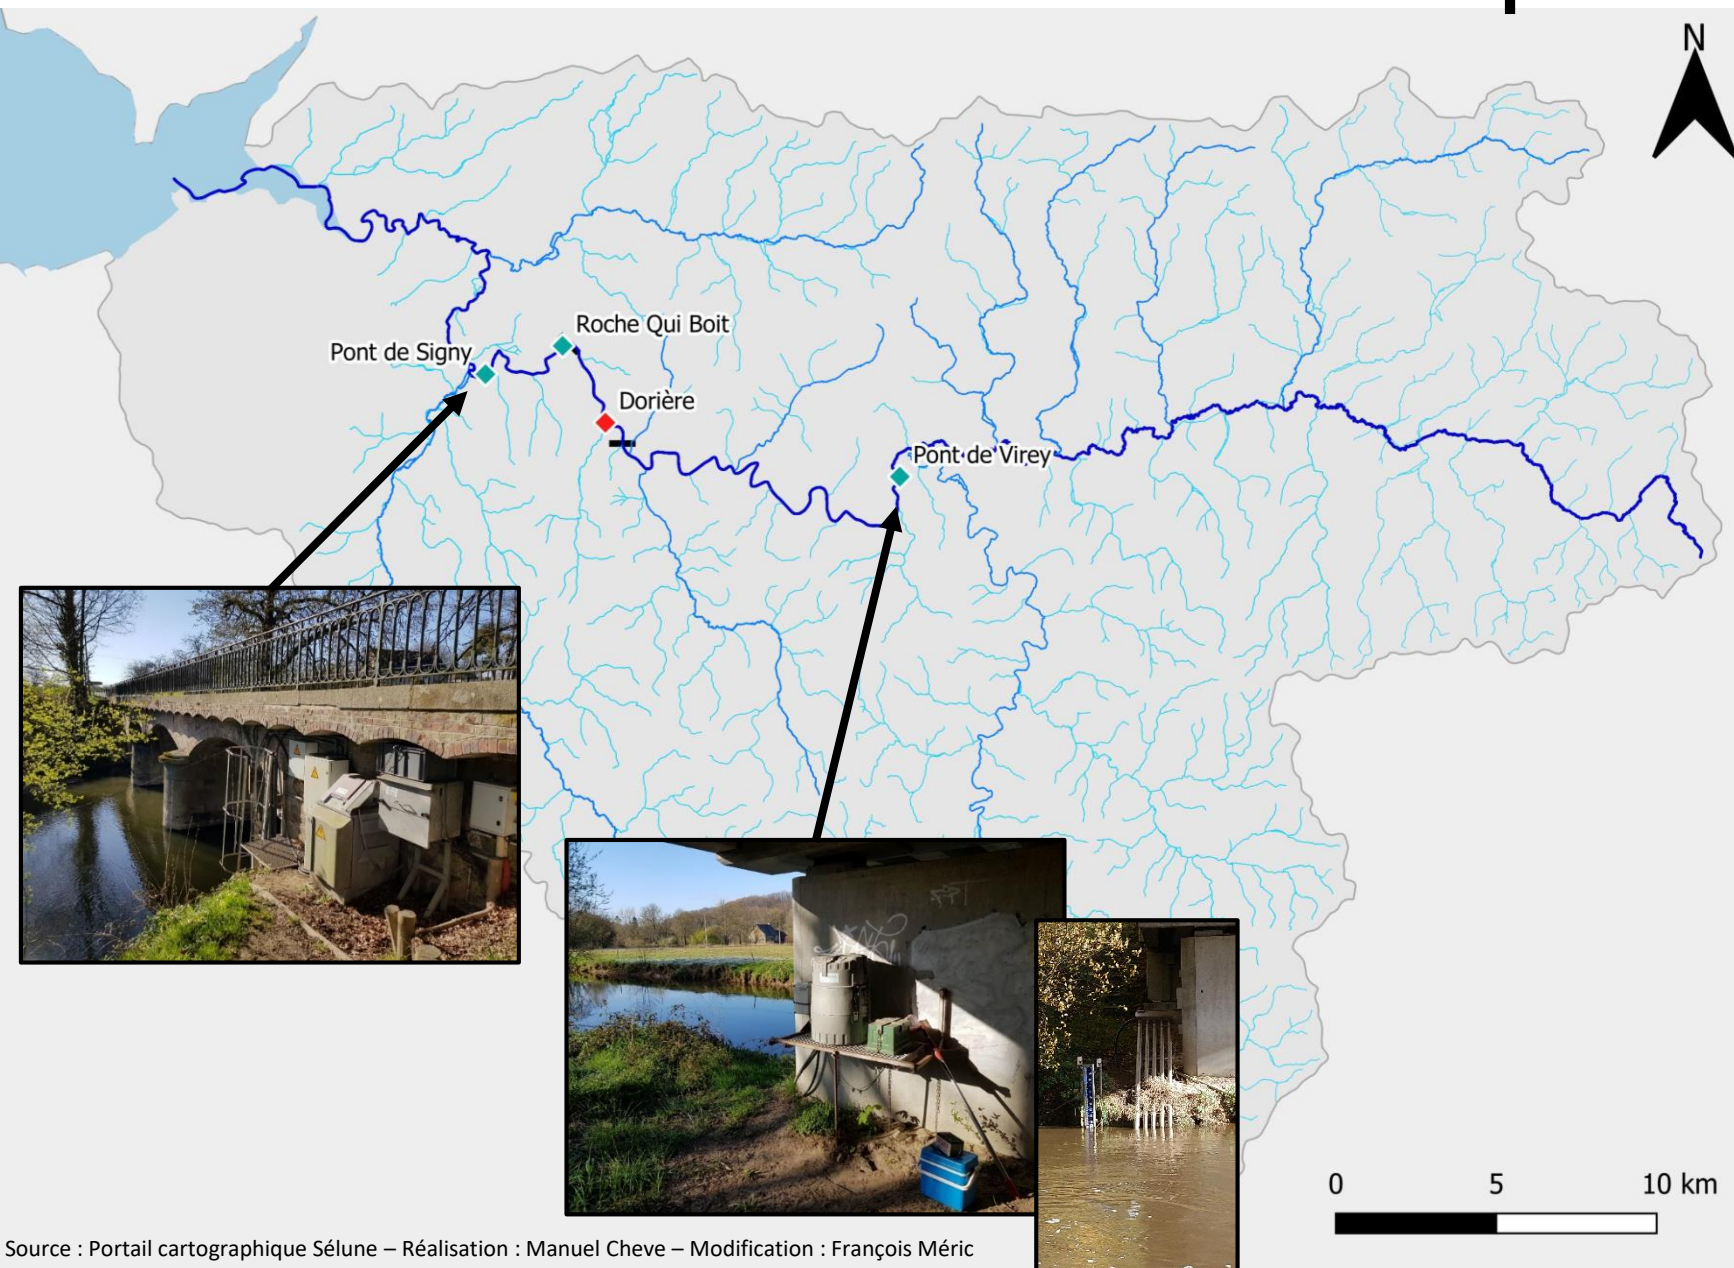 N
Roche Qui Boit
Pont de Signy
Dorière
Pont de Virey
0 5 10 km
Source : Portail cartographique Sélune – Réalisation : Manuel Cheve – Modification : François Méric